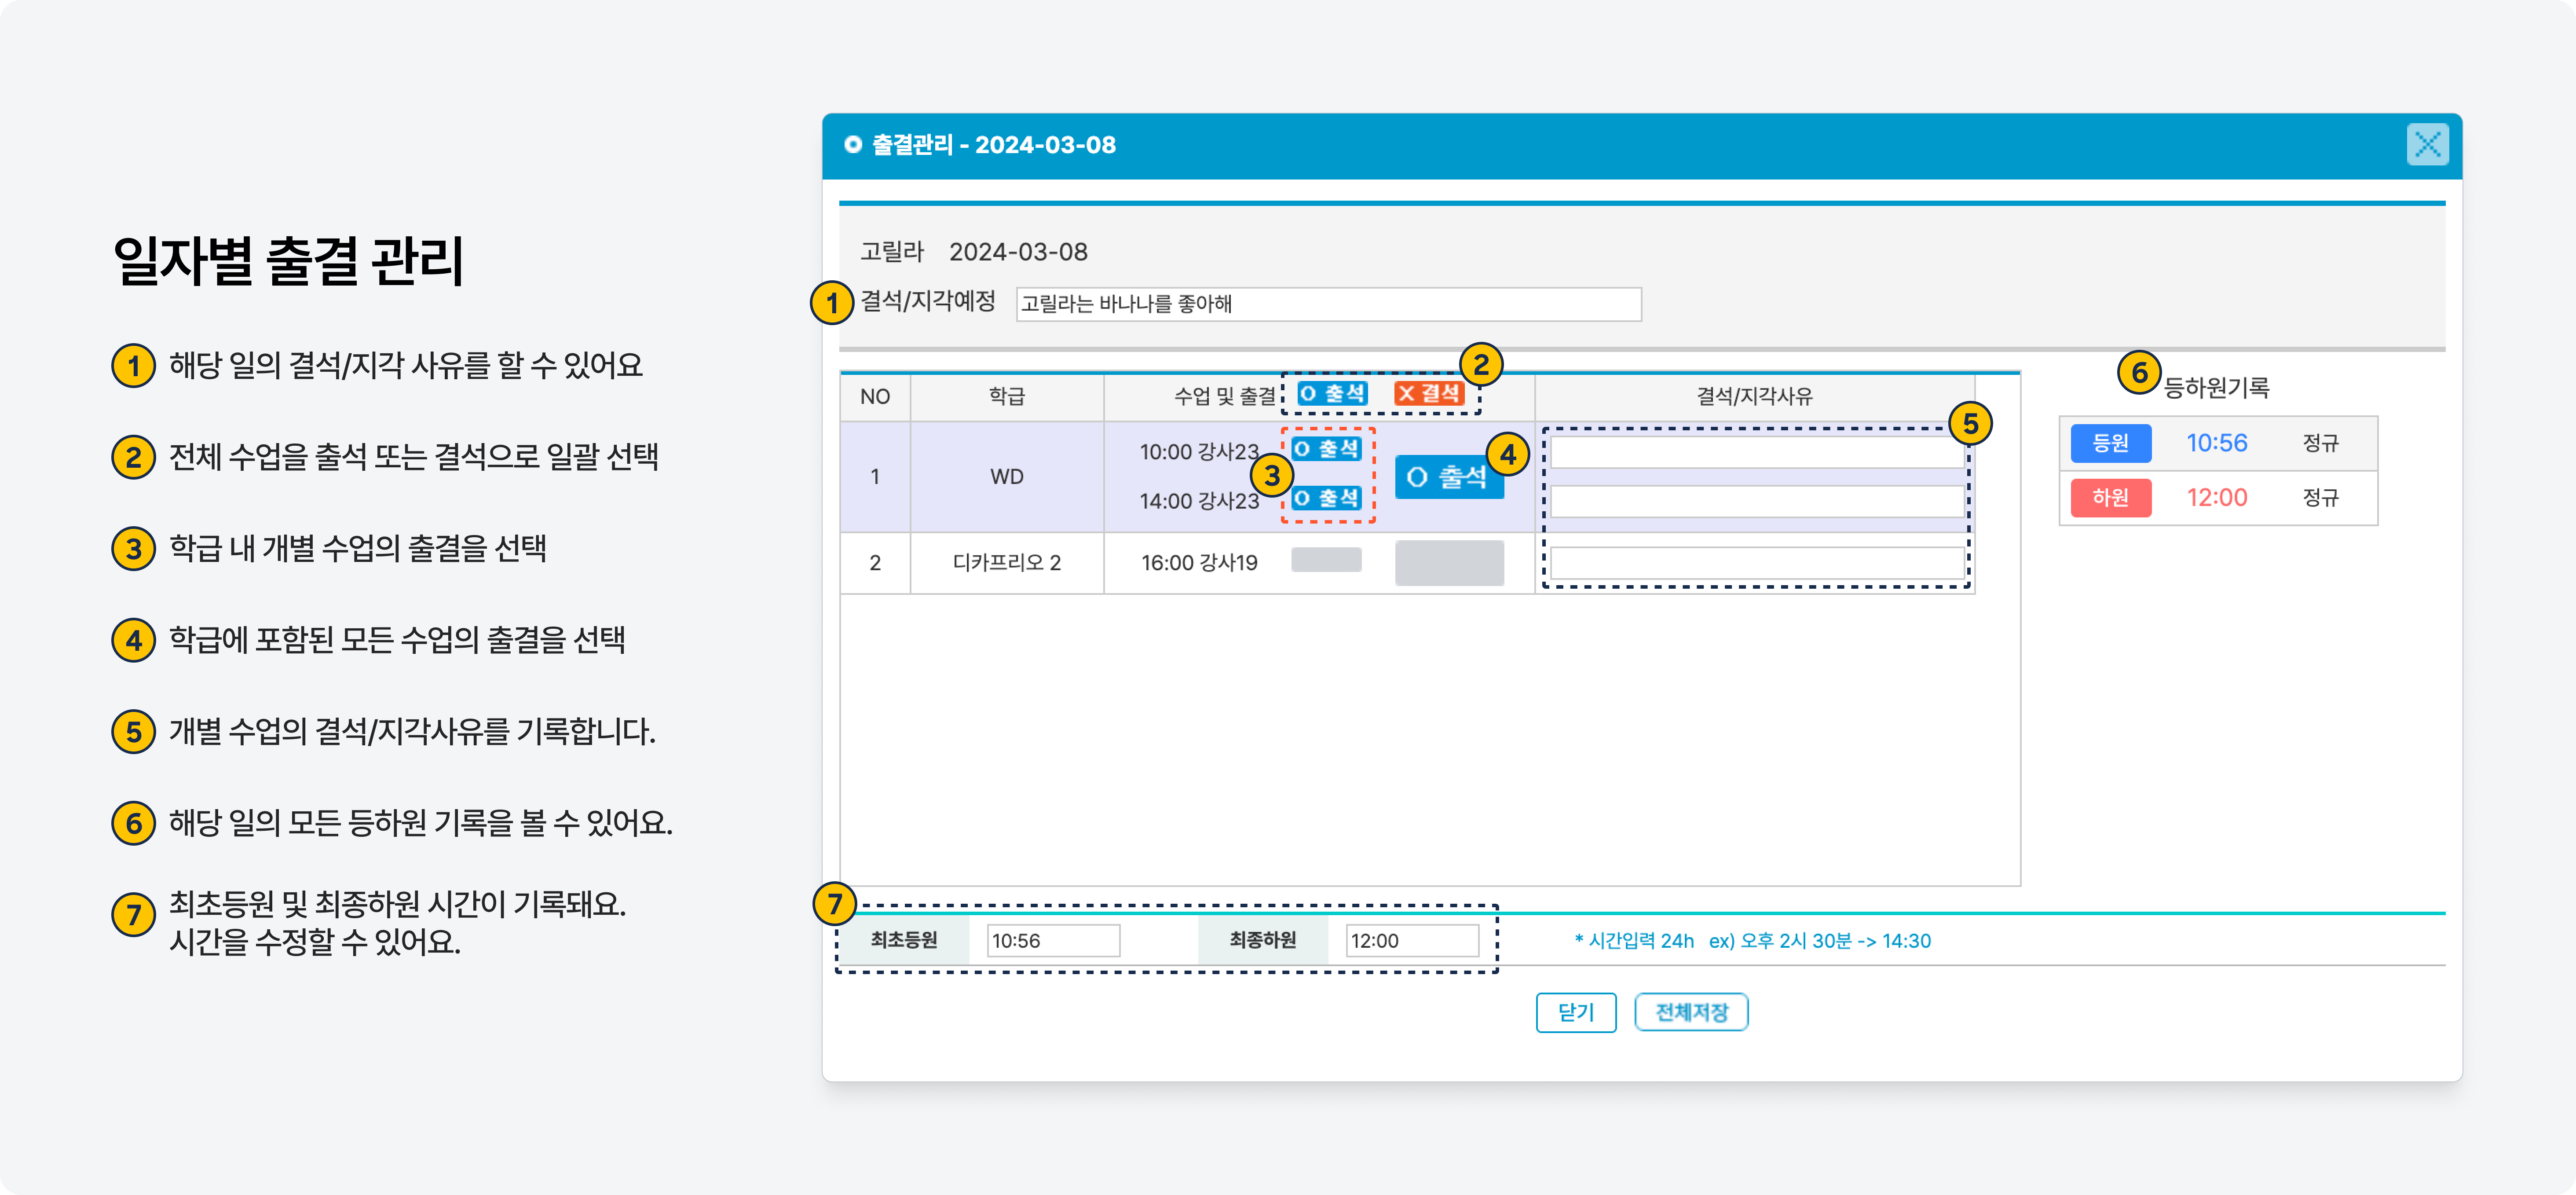 일자별 출결 관리
1 해당 일의 결석/지각 사유를 할 수 있어요
2 전체 수업을 출석 또는 결석으로 일괄 선택
3 학급 내 개별 수업의 출결을 선택
4 학급에 포함된 모든 수업의 출결을 선택
5 개별 수업의 결석/지각사유를 기록합니다.
6 해당 일의 모든 등하원 기록을 볼 수 있어요.
7 최초등원 및 최종하원 시간이 기록돼요.
시간을 수정할 수 있어요.
출결관리 - 2024-03-08
고릴라 2024-03-08
1 결석/지각예정 고릴라는 바나나를 좋아해
2
NO 학급 수업 및 출결 O 출석 X 결석 결석/지각사유
5
1 WD 10:00 강사23 O 출석
3
14:00 강사23 O 출석
4
O 출석
2 디카프리오 2 16:00 강사19
6 등하원기록
등원 10:56 정규
하원 12:00 정규
7
최초등원 10:56 최종하원 12:00 * 시간입력 24h ex) 오후 2시 30분 -> 14:30
닫기 전체저장